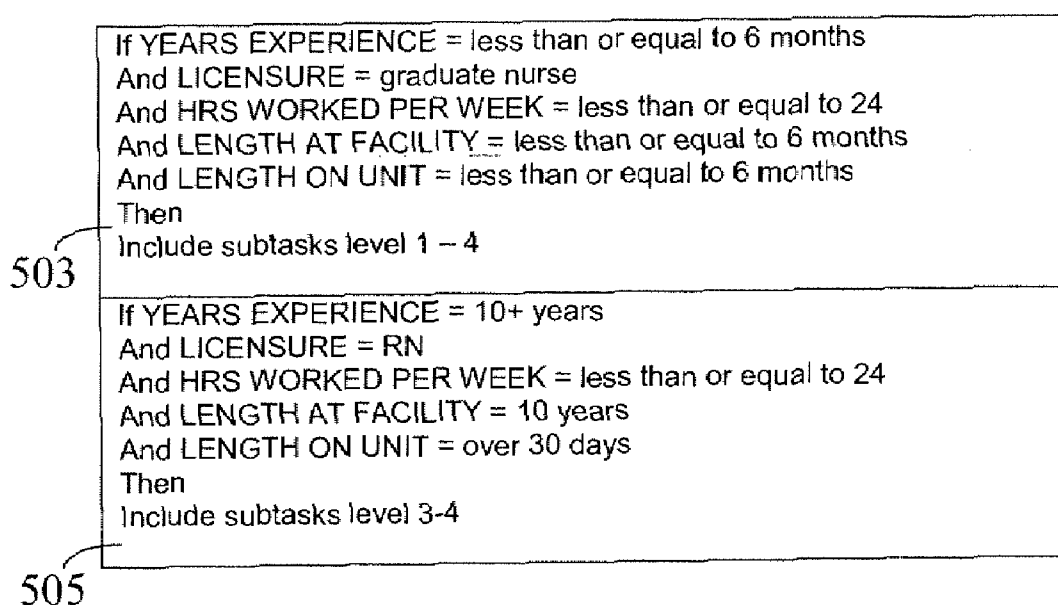 If YEARS EXPERIENCE = less than or equal to 6 months
And LICENSURE = graduate nurse
And HRS WORKED PER WEEK = less than or equal to 24
And LENGTH AT FACILITY = less than or equal to 6 months
And LENGTH ON UNIT = less than or equal to 6 months
Then
Include subtasks level 1 – 4
503
If YEARS EXPERIENCE = 10+ years
And LICENSURE = RN
And HRS WORKED PER WEEK = less than or equal to 24
And LENGTH AT FACILITY = 10 years
And LENGTH ON UNIT = over 30 days
Then
Include subtasks level 3-4
505